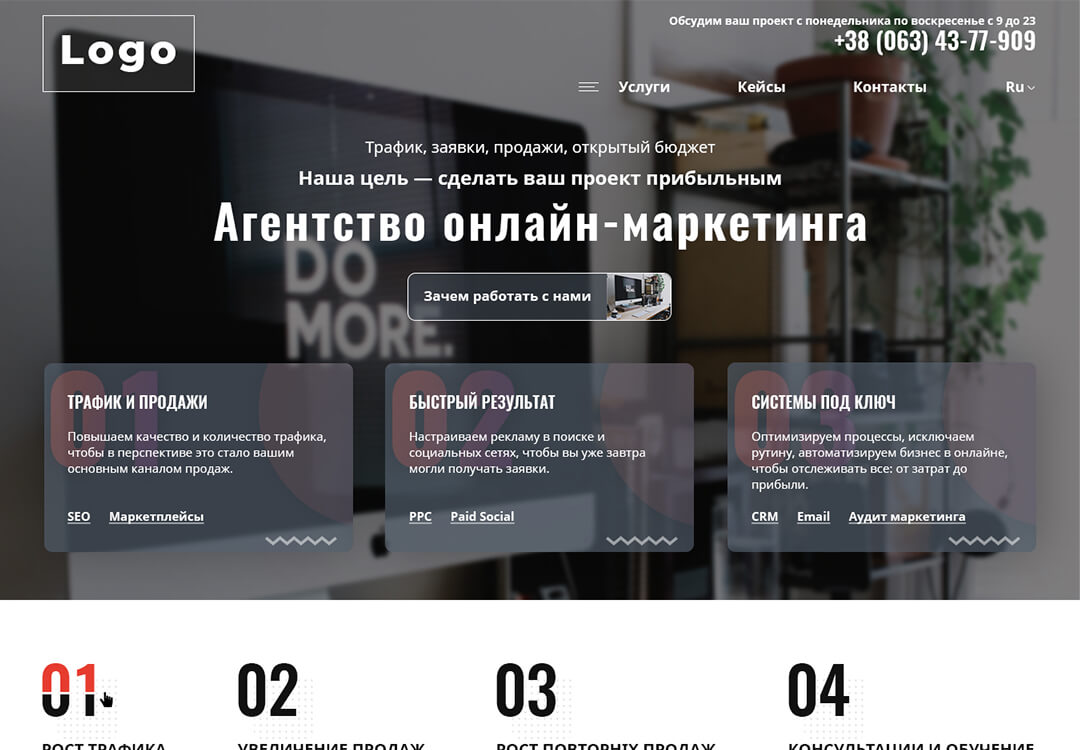 Logo
Обсудим ваш проект с понедельника по воскресенье с 9 до 23
+38 (063) 43-77-909
Услуги Кейсы Контакты Ru
Трафик, заявки, продажи, открытый бюджет
Наша цель — сделать ваш проект прибыльным
Агентство онлайн-маркетинга
DO
MORE.
Зачем работать с нами
DO
MORE.
01
ТРАФИК И ПРОДАЖИ
Повышаем качество и количество трафика,
чтобы в перспективе это стало вашим
основным каналом продаж.
SEO Маркетплейсы
02
БЫСТРЫЙ РЕЗУЛЬТАТ
Настраиваем рекламу в поиске и
социальных сетях, чтобы вы уже завтра
могли получать заявки.
PPC Paid Social
03
СИСТЕМЫ ПОД КЛЮЧ
Оптимизируем процессы, исключаем
рутину, автоматизируем бизнес в онлайне,
чтобы отслеживать все: от затрат до
прибыли.
CRM Email Аудит маркетинга
01 02 03 04
РОСТ ТРАФИКА УВЕЛИЧЕНИЕ ПРОДАЖ РОСТ ПОВТОРНІХ ПРОДАЖ КОНСУЛЬТАЦИИ И ОБУЧЕНИЕ